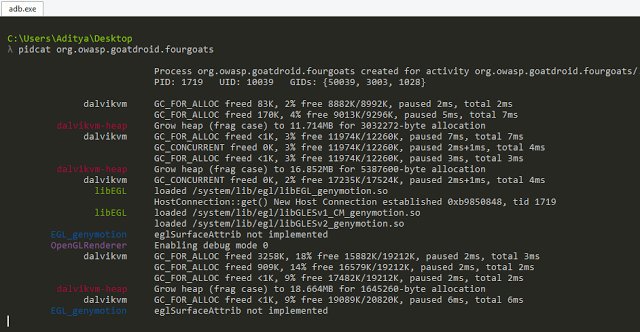 adb.exe
C:\Users\Aditya\Desktop
λ pidcat org.owasp.goatdroid.fourgoats
Process org.owasp.goatdroid.fourgoats created for activity org.owasp.goatdroid.fourgoats/.
PID: 1719 UID: 10039 GIDs: {50039, 3003, 1028}
dalvikvm GC_FOR_ALLOC freed 83K, 2% free 8882K/8992K, paused 2ms, total 2ms
GC_FOR_ALLOC freed 170K, 4% free 9013K/9296K, paused 5ms, total 7ms
dalvikvm-heap Grow heap (frag case) to 11.714MB for 3032272-byte allocation
dalvikvm GC_FOR_ALLOC freed <1K, 3% free 11974K/12260K, paused 7ms, total 7ms
GC_CONCURRENT freed 0K, 3% free 11974K/12260K, paused 2ms+1ms, total 4ms
GC_FOR_ALLOC freed <1K, 3% free 11974K/12260K, paused 3ms, total 3ms
dalvikvm-heap Grow heap (frag case) to 16.852MB for 5387600-byte allocation
dalvikvm GC_CONCURRENT freed 0K, 2% free 17235K/17524K, paused 2ms+1ms, total 4ms
libEGL loaded /system/lib/egl/libEGL_genymotion.so
HostConnection::get() New Host Connection established 0xb9850848, tid 1719
libEGL loaded /system/lib/egl/libGLESv1_CM_genymotion.so
loaded /system/lib/egl/libGLESv2_genymotion.so
EGL_genymotion eglSurfaceAttrib not implemented
OpenGLRenderer Enabling debug mode 0
dalvikvm GC_FOR_ALLOC freed 3258K, 18% free 15882K/19212K, paused 2ms, total 3ms
GC_FOR_ALLOC freed 909K, 14% free 16579K/19212K, paused 2ms, total 2ms
GC_FOR_ALLOC freed <1K, 9% free 17482K/19212K, paused 2ms, total 2ms
dalvikvm-heap Grow heap (frag case) to 18.664MB for 1645260-byte allocation
dalvikvm GC_FOR_ALLOC freed <1K, 9% free 19089K/20820K, paused 6ms, total 6ms
EGL_genymotion eglSurfaceAttrib not implemented